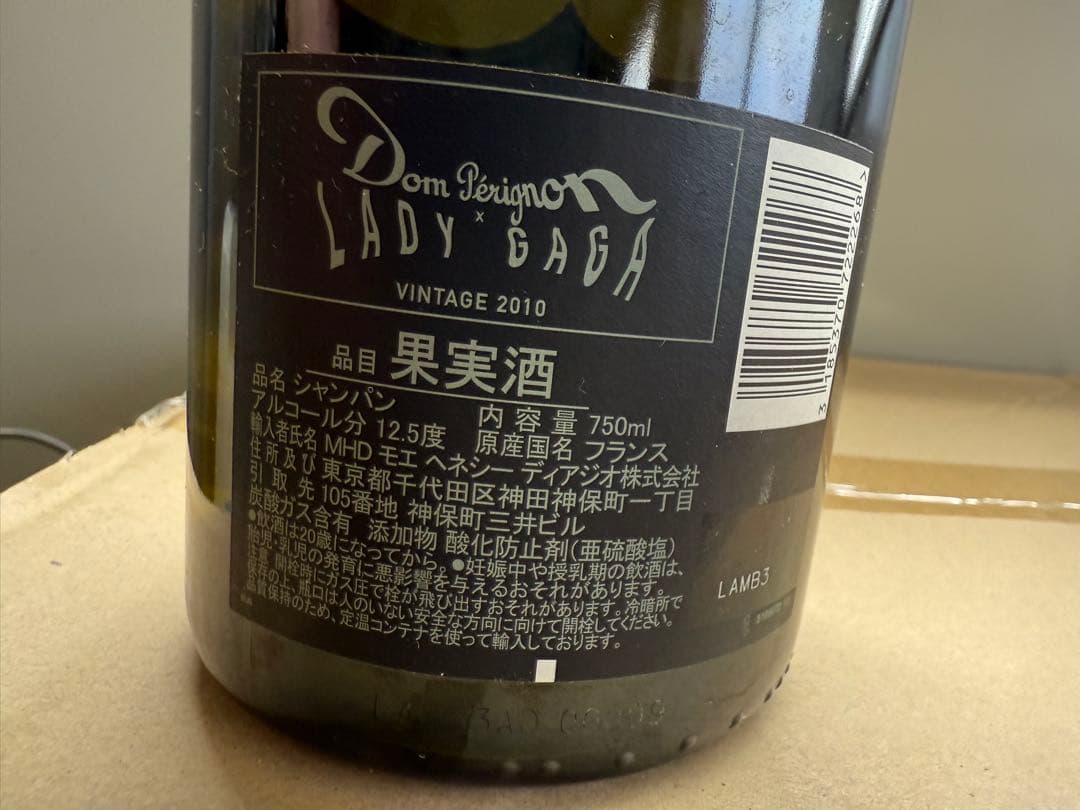 Dom Pérignon
x
LADY GAGA
VINTAGE 2010
品目 果実酒
品名 シャンパン
アルコール分 12.5度 内容量 750ml
原産国名 フランス
輸入者氏名 MHD モエ ヘネシー ディアジオ株式会社
住所及び 東京都千代田区神田神保町一丁目
引取先 105番地 神保町三井ビル
炭酸ガス含有 添加物 酸化防止剤(亜硫酸塩)
●飲酒は20歳になってから。●妊娠中や授乳期の飲酒は、
胎児・乳児の発育に悪影響を与えるおそれがあります。
注意 開栓時にガス圧で栓が飛び出すおそれがあります。冷暗所で
保存の上、瓶口は人のいない安全な方向に向けて開栓してください。
品質保持のため、定温コンテナを使って輸入しております。
3 185370 722268 >
LAMB3